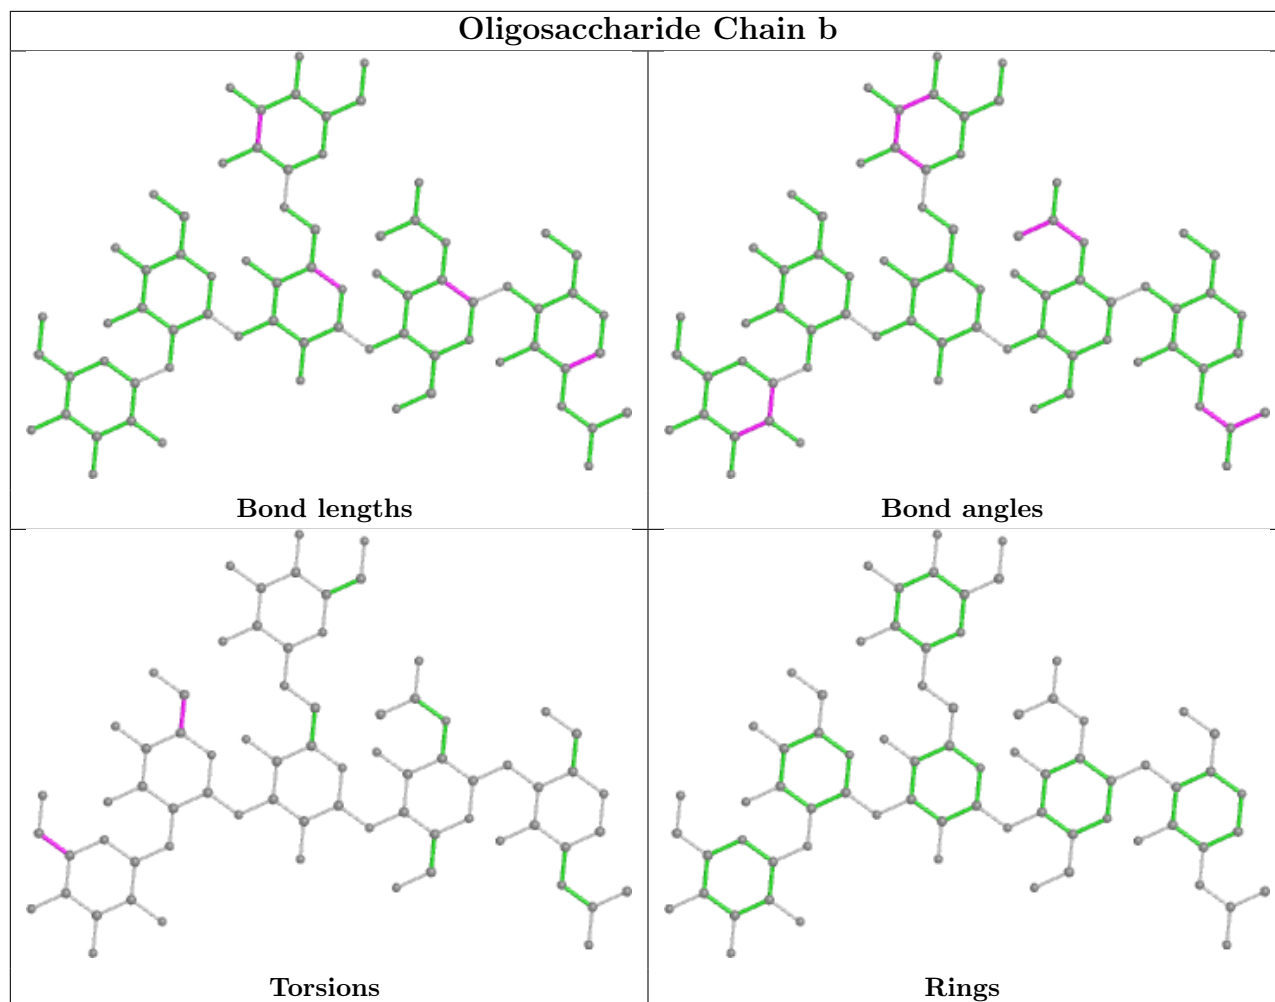 Oligosaccharide Chain b
Bond lengths
Bond angles
Torsions
Rings